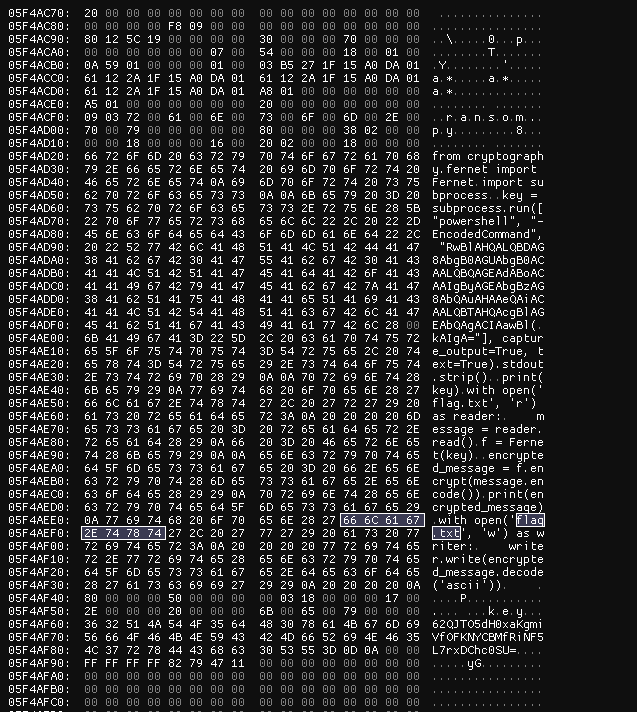 05F4AC70: 20 00 00 00 00 00 00 00 00 00 00 00 00 00 00 00 ...............
05F4AC80: 00 00 00 00 F8 09 00 00 00 00 00 00 00 00 00 00 ................
05F4AC90: 80 12 5C 19 00 00 00 00 30 00 00 00 70 00 00 00 ..\.....0...p...
05F4ACA0: 00 00 00 00 00 00 07 00 54 00 00 00 18 00 01 00 ........T.......
05F4ACB0: 0A 59 01 00 00 00 01 00 03 B5 27 1F 15 A0 DA 01 .Y........'.....
05F4ACC0: 61 12 2A 1F 15 A0 DA 01 61 12 2A 1F 15 A0 DA 01 a.*.....a.*.....
05F4ACD0: 61 12 2A 1F 15 A0 DA 01 A8 01 00 00 00 00 00 00 a.*.............
05F4ACE0: A5 01 00 00 00 00 00 00 20 00 00 00 00 00 00 00 ........ .......
05F4ACF0: 09 03 72 00 61 00 6E 00 73 00 6F 00 6D 00 2E 00 ..r.a.n.s.o.m...
05F4AD00: 70 00 79 00 00 00 00 00 80 00 00 00 38 02 00 00 p.y.........8...
05F4AD10: 00 00 18 00 00 00 16 00 20 02 00 00 18 00 00 00 ........ .......
05F4AD20: 66 72 6F 6D 20 63 72 79 70 74 6F 67 72 61 70 68 from cryptograph
05F4AD30: 79 2E 66 65 72 6E 65 74 20 69 6D 70 6F 72 74 20 y.fernet import 
05F4AD40: 46 65 72 6E 65 74 0A 69 6D 70 6F 72 74 20 73 75 Fernet.import su
05F4AD50: 62 70 72 6F 63 65 73 73 0A 0A 6B 65 79 20 3D 20 bprocess..key = 
05F4AD60: 73 75 62 70 72 6F 63 65 73 73 2E 72 75 6E 28 5B subprocess.run([
05F4AD70: 22 70 6F 77 65 72 73 68 65 6C 6C 22 2C 20 22 2D "powershell", "-
05F4AD80: 45 6E 63 6F 64 65 64 43 6F 6D 6D 61 6E 64 22 2C EncodedCommand",
05F4AD90: 20 22 52 77 42 6C 41 48 51 41 4C 51 42 44 41 47  "RwBlAHQALQBDAG
05F4ADA0: 38 41 62 67 42 30 41 47 55 41 62 67 42 30 41 43 8AbgB0AGUAbgB0AC
05F4ADB0: 41 41 4C 51 42 51 41 47 45 41 64 41 42 6F 41 43 AALQBQAGEAdABoAC
05F4ADC0: 41 41 49 67 42 79 41 47 45 41 62 67 42 7A 41 47 AAIgByAGEAbgBzAG
05F4ADD0: 38 41 62 51 41 75 41 48 41 41 65 51 41 69 41 43 8AbQAuAHAAeQAiAC
05F4ADE0: 41 41 4C 51 42 54 41 48 51 41 63 67 42 6C 41 47 AALQBTAHQAcgBlAG
05F4ADF0: 45 41 62 51 41 67 41 43 49 41 61 77 42 6C 28 00 EAbQAgACIAawBl(.
05F4AE00: 6B 41 49 67 41 3D 22 5D 2C 20 63 61 70 74 75 72 kAIgA="], captur
05F4AE10: 65 5F 6F 75 74 70 75 74 3D 54 72 75 65 2C 20 74 e_output=True, t
05F4AE20: 65 78 74 3D 54 72 75 65 29 2E 73 74 64 6F 75 74 ext=True).stdout
05F4AE30: 2E 73 74 72 69 70 28 29 0A 0A 70 72 69 6E 74 28 .strip()..print(
05F4AE40: 6B 65 79 29 0A 77 69 74 68 20 6F 70 65 6E 28 27 key).with open('
05F4AE50: 66 6C 61 67 2E 74 78 74 27 2C 20 27 72 27 29 20 flag.txt', 'r') 
05F4AE60: 61 73 20 72 65 61 64 65 72 3A 0A 20 20 20 20 6D as reader:.    m
05F4AE70: 65 73 73 61 67 65 20 3D 20 72 65 61 64 65 72 2E essage = reader.
05F4AE80: 72 65 61 64 28 29 0A 66 20 3D 20 46 65 72 6E 65 read().f = Ferne
05F4AE90: 74 28 6B 65 79 29 0A 0A 65 6E 63 72 79 70 74 65 t(key)..encrypte
05F4AEA0: 64 5F 6D 65 73 73 61 67 65 20 3D 20 66 2E 65 6E d_message = f.en
05F4AEB0: 63 72 79 70 74 28 6D 65 73 73 61 67 65 2E 65 6E crypt(message.en
05F4AEC0: 63 6F 64 65 28 29 29 0A 70 72 69 6E 74 28 65 6E code()).print(en
05F4AED0: 63 72 79 70 74 65 64 5F 6D 65 73 73 61 67 65 29 crypted_message)
05F4AEE0: 0A 77 69 74 68 20 6F 70 65 6E 28 27 66 6C 61 67 .with open('flag
05F4AEF0: 2E 74 78 74 27 2C 20 27 77 27 29 20 61 73 20 77 .txt', 'w') as w
05F4AF00: 72 69 74 65 72 3A 0A 20 20 20 20 77 72 69 74 65 riter:.    write
05F4AF10: 72 2E 77 72 69 74 65 28 65 6E 63 72 79 70 74 65 r.write(encrypte
05F4AF20: 64 5F 6D 65 73 73 61 67 65 2E 64 65 63 6F 64 65 d_message.decode
05F4AF30: 28 27 61 73 63 69 69 27 29 29 0A 20 20 20 20 0A ('ascii')).    .
05F4AF40: 80 00 00 00 50 00 00 00 00 03 18 00 00 00 17 00 ....P...........
05F4AF50: 2E 00 00 00 20 00 00 00 6B 00 65 00 79 00 00 00 .... ...k.e.y...
05F4AF60: 36 32 51 4A 54 4F 35 64 48 30 78 61 4B 67 6D 69 62QJTO5dH0xaKgmi
05F4AF70: 56 66 4F 46 4B 4E 59 43 42 4D 66 52 69 4E 46 35 VfOFKNYCBMfRiNF5
05F4AF80: 4C 37 72 78 44 43 68 63 30 53 55 3D 0D 0A 00 00 L7rxDChc0SU=....
05F4AF90: FF FF FF FF 82 79 47 11 00 00 00 00 00 00 00 00 .....yG.........
05F4AFA0: 00 00 00 00 00 00 00 00 00 00 00 00 00 00 00 00 ................
05F4AFB0: 00 00 00 00 00 00 00 00 00 00 00 00 00 00 00 00 ................
05F4AFC0: 00 00 00 00 00 00 00 00 00 00 00 00 00 00 00 00 ................